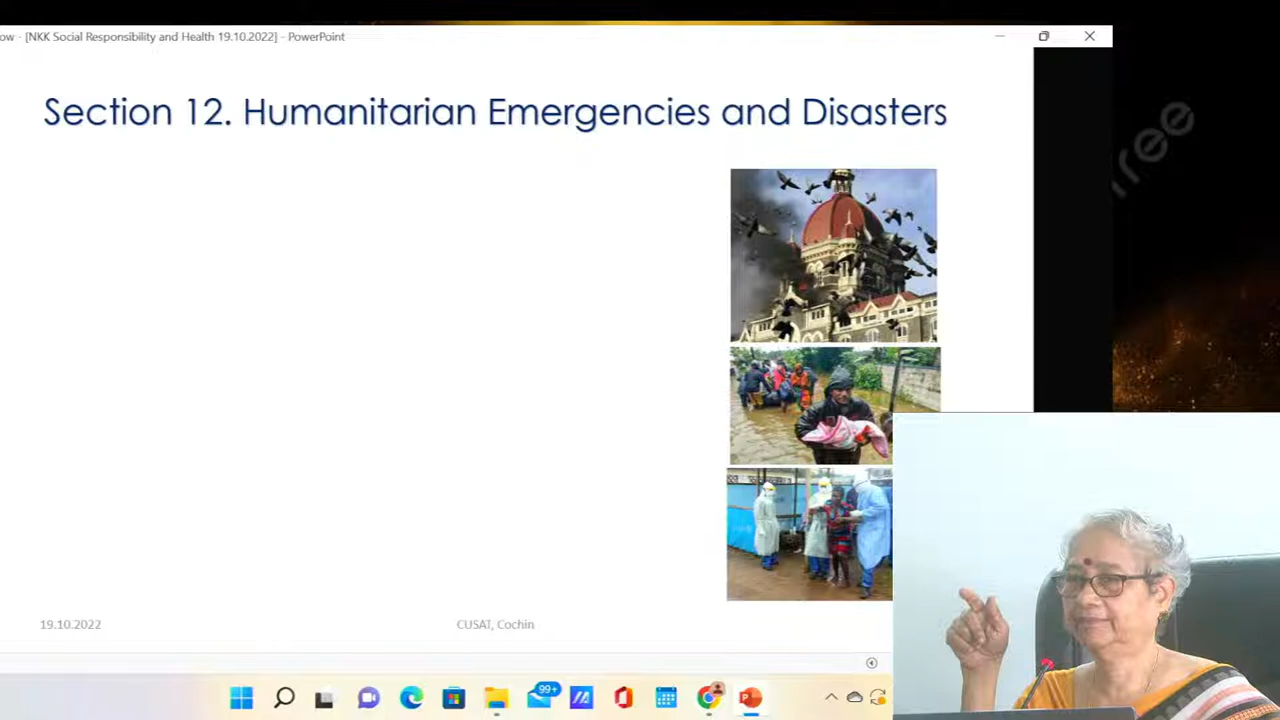 ow - [NKK Social Responsibility and Health 19.10.2022] - PowerPoint
Section 12. Humanitarian Emergencies and Disasters
ree
19.10.2022
CUSAT, Cochin
99+